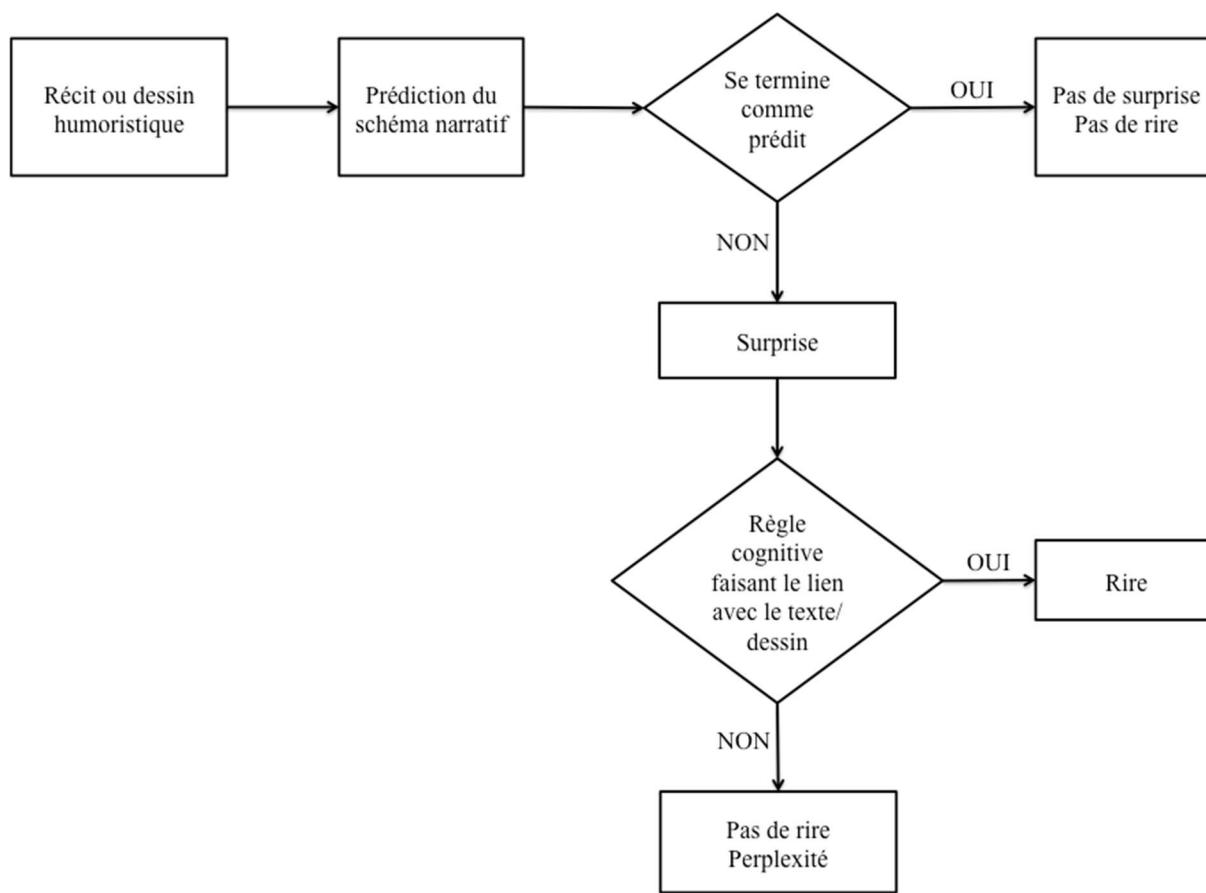 Récit ou dessin
humoristique
Prédiction du
schéma narratif
Se termine
comme
prédit
OUI
Pas de surprise
Pas de rire
NON
Surprise
Règle
cognitive
faisant le lien
avec le texte/
dessin
OUI
Rire
NON
Pas de rire
Perplexité